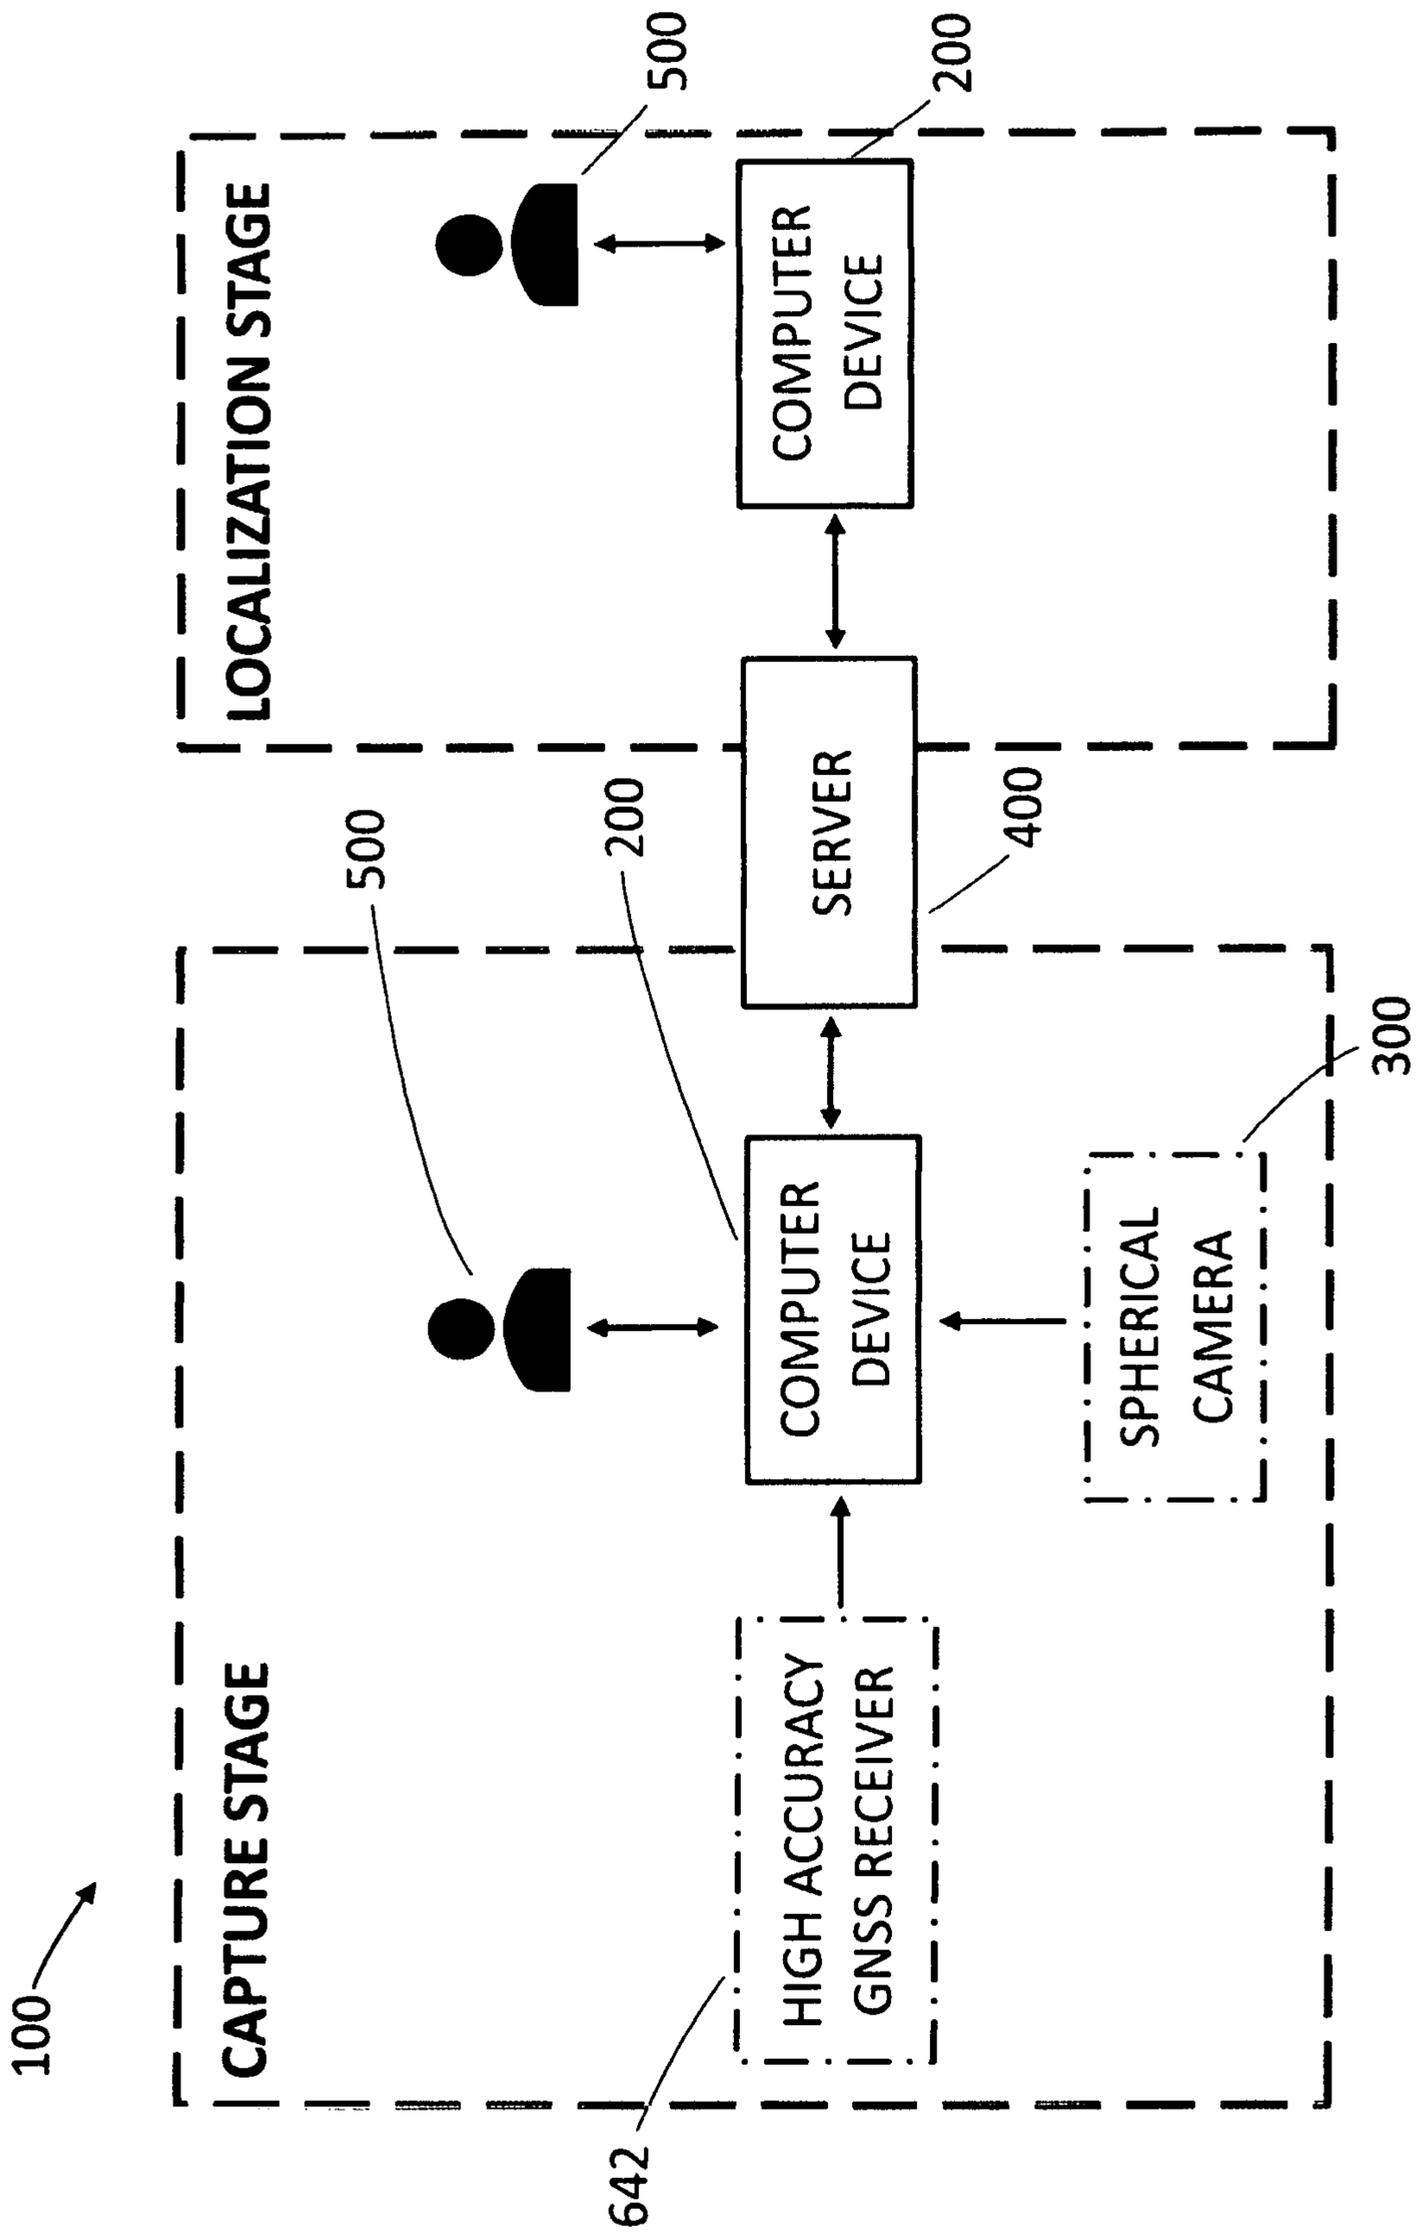 100
CAPTURE STAGE
500
200
642
HIGH ACCURACY
GNSS RECEIVER
COMPUTER
DEVICE
SPHERICAL
CAMERA
300
SERVER
400
LOCALIZATION STAGE
500
COMPUTER
DEVICE
200